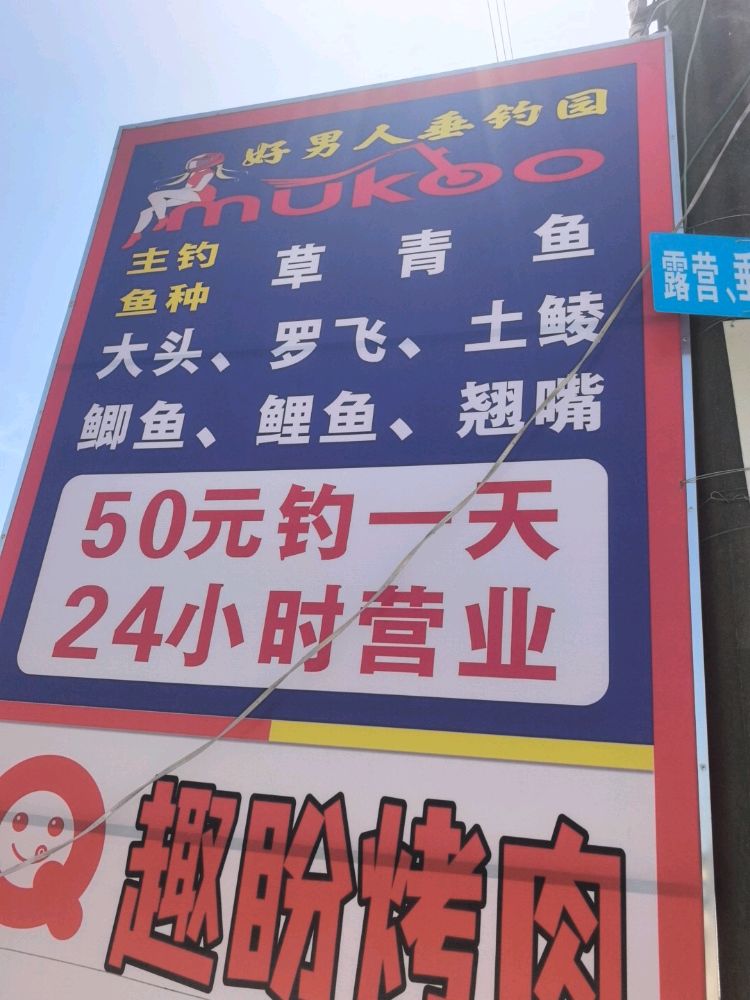 好男人垂钓园
mukoo
主钓鱼种
草 青 鱼
大头、罗飞、土鲮
鲫鱼、鲤鱼、翘嘴
50元钓一天
24小时营业
趣盼烤肉
露营、垂